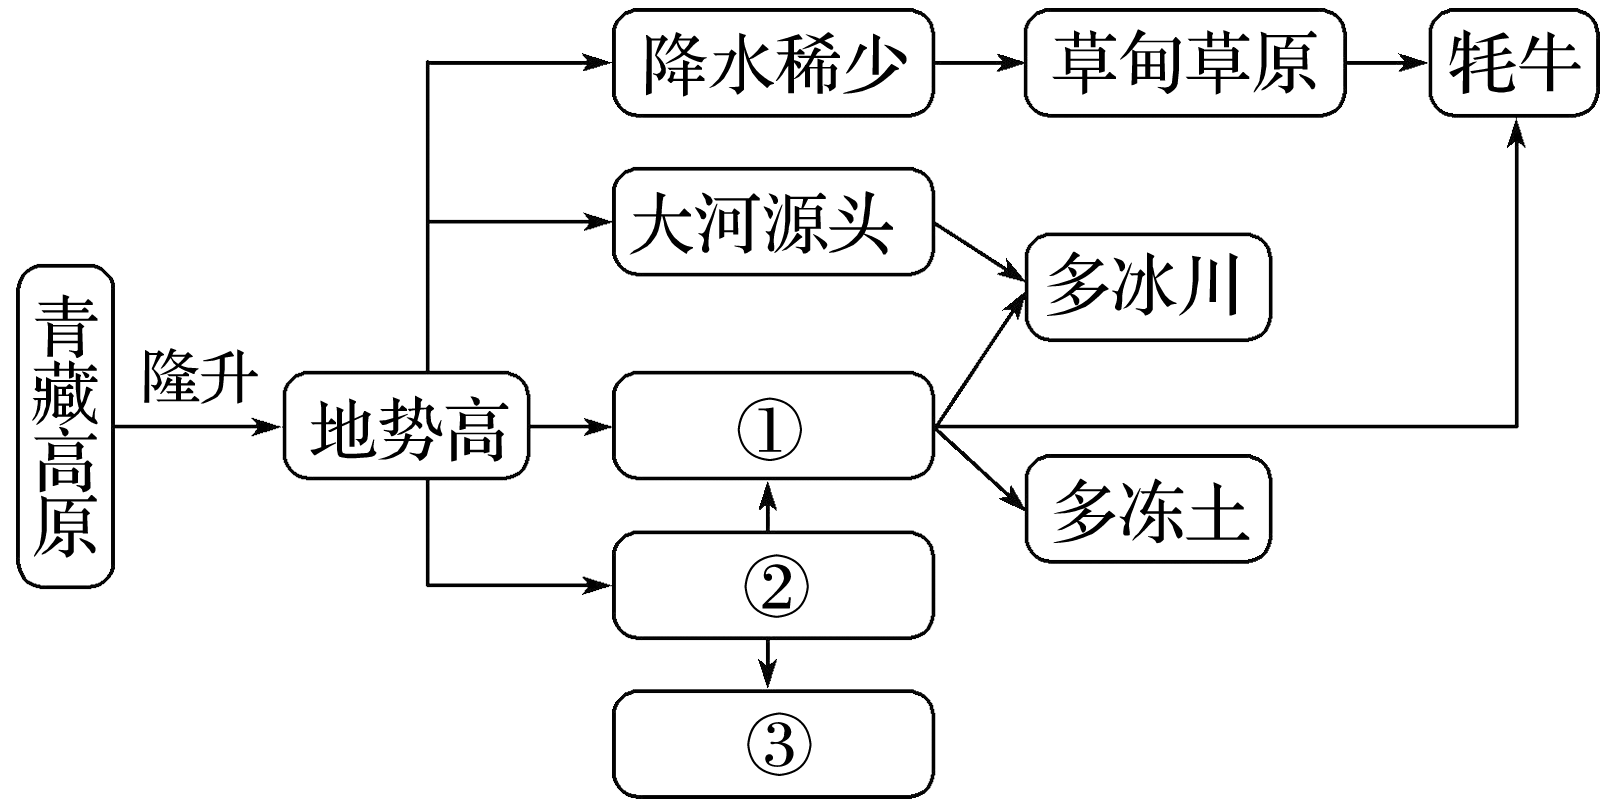 降水稀少
草甸草原
牦牛
大河源头
多冰川
青藏高原
隆升
地势高
①
多冻土
②
③